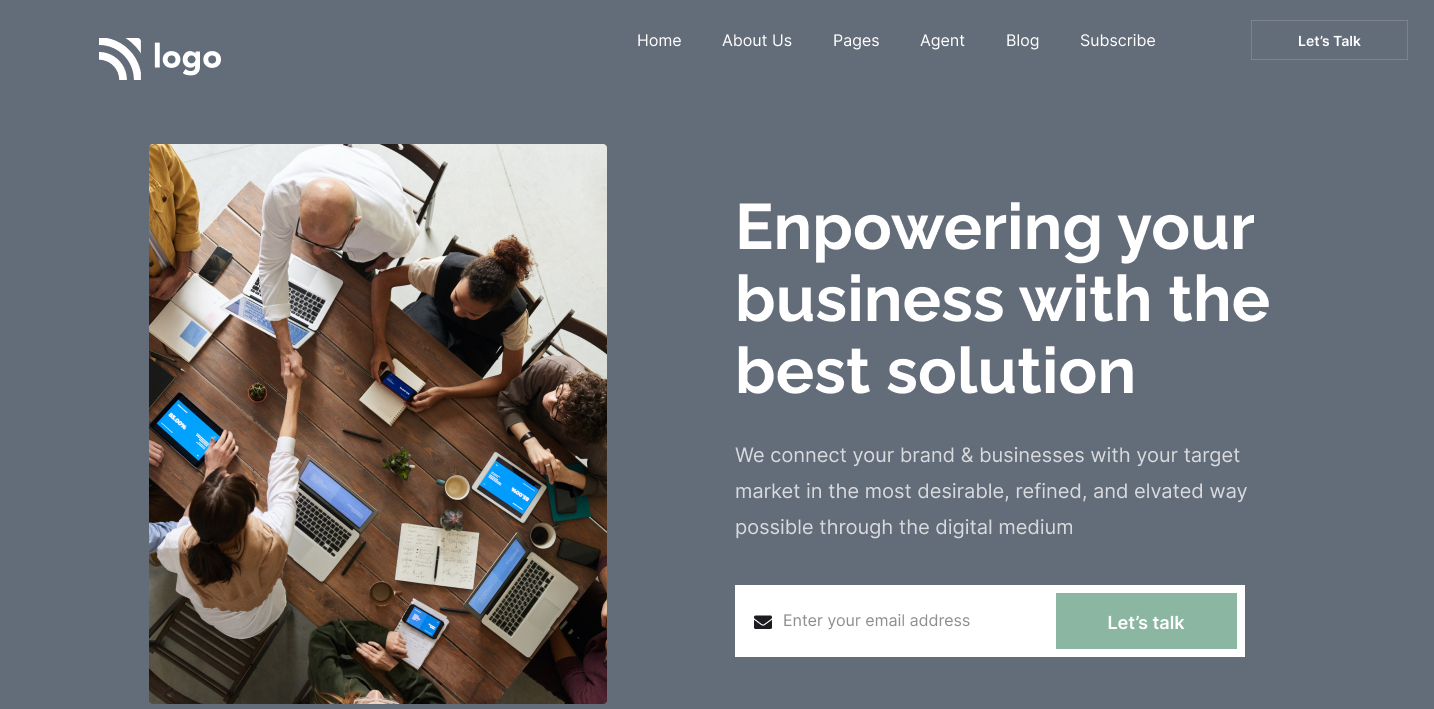 logo
Home About Us Pages Agent Blog Subscribe Let's Talk
Enpowering your
business with the
best solution
We connect your brand & businesses with your target
market in the most desirable, refined, and elvated way
possible through the digital medium
Enter your email address Let's talk